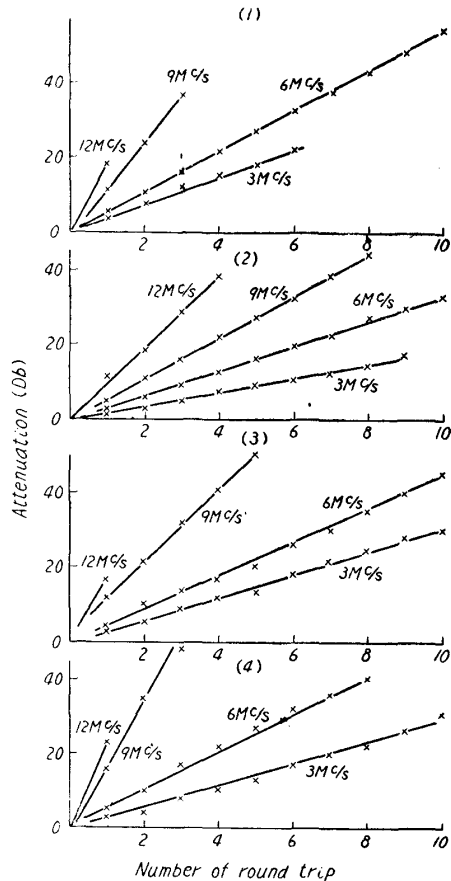 (1)
40
20
0
12Mc/s
9Mc/s
6Mc/s
3Mc/s
2 4 6 8 10
(2)
40
20
0
12Mc/s
9Mc/s
6Mc/s
3Mc/s
2 4 6 8 10
(3)
40
20
0
12Mc/s
9Mc/s
6Mc/s
3Mc/s
2 4 6 8 10
(4)
40
20
0
12Mc/s
9Mc/s
6Mc/s
3Mc/s
2 4 6 8 10
Attenuation (Db)
Number of round trip